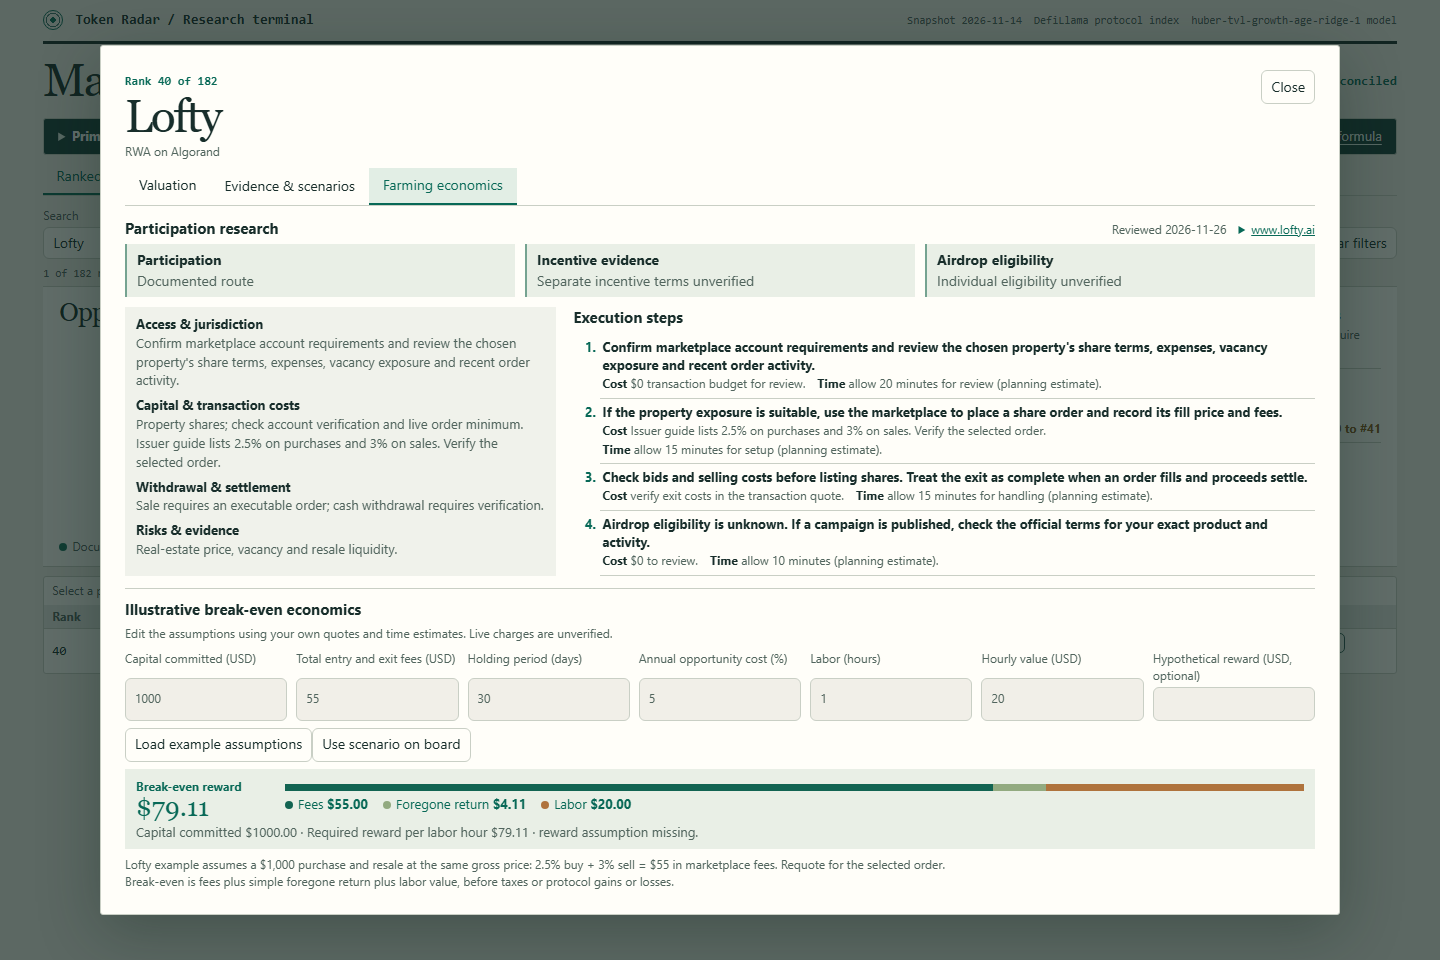 Token Radar / Research terminal
Snapshot 2026-11-14 DefiLlama protocol index huber-tvl-growth-age-ridge-1 model
Rank 40 of 182
Close
Lofty
RWA on Algorand
Valuation
Evidence & scenarios
Farming economics
Participation research
Reviewed 2026-11-26 ▶ www.lofty.ai
Participation
Documented route
Incentive evidence
Separate incentive terms unverified
Airdrop eligibility
Individual eligibility unverified
Access & jurisdiction
Confirm marketplace account requirements and review the chosen
property's share terms, expenses, vacancy exposure and recent order
activity.
Capital & transaction costs
Property shares; check account verification and live order minimum.
Issuer guide lists 2.5% on purchases and 3% on sales. Verify the
selected order.
Withdrawal & settlement
Sale requires an executable order; cash withdrawal requires verification.
Risks & evidence
Real-estate price, vacancy and resale liquidity.
Execution steps
1. Confirm marketplace account requirements and review the chosen property's share terms, expenses, vacancy
exposure and recent order activity.
Cost $0 transaction budget for review. Time allow 20 minutes for review (planning estimate).
2. If the property exposure is suitable, use the marketplace to place a share order and record its fill price and fees.
Cost Issuer guide lists 2.5% on purchases and 3% on sales. Verify the selected order.
Time allow 15 minutes for setup (planning estimate).
3. Check bids and selling costs before listing shares. Treat the exit as complete when an order fills and proceeds settle.
Cost verify exit costs in the transaction quote. Time allow 15 minutes for handling (planning estimate).
4. Airdrop eligibility is unknown. If a campaign is published, check the official terms for your exact product and
activity.
Cost $0 to review. Time allow 10 minutes (planning estimate).
Illustrative break-even economics
Edit the assumptions using your own quotes and time estimates. Live charges are unverified.
Capital committed (USD)
1000
Total entry and exit fees (USD)
55
Holding period (days)
30
Annual opportunity cost (%)
5
Labor (hours)
1
Hourly value (USD)
20
Hypothetical reward (USD,
optional)
Load example assumptions
Use scenario on board
Break-even reward
$79.11
Fees $55.00 Foregone return $4.11 Labor $20.00
Capital committed $1000.00 · Required reward per labor hour $79.11 · reward assumption missing.
Lofty example assumes a $1,000 purchase and resale at the same gross price: 2.5% buy + 3% sell = $55 in marketplace fees. Requote for the selected order.
Break-even is fees plus simple foregone return plus labor value, before taxes or protocol gains or losses.
Search
Lofty
1 of 182
Select a
Rank
40
formula
filters
to #41